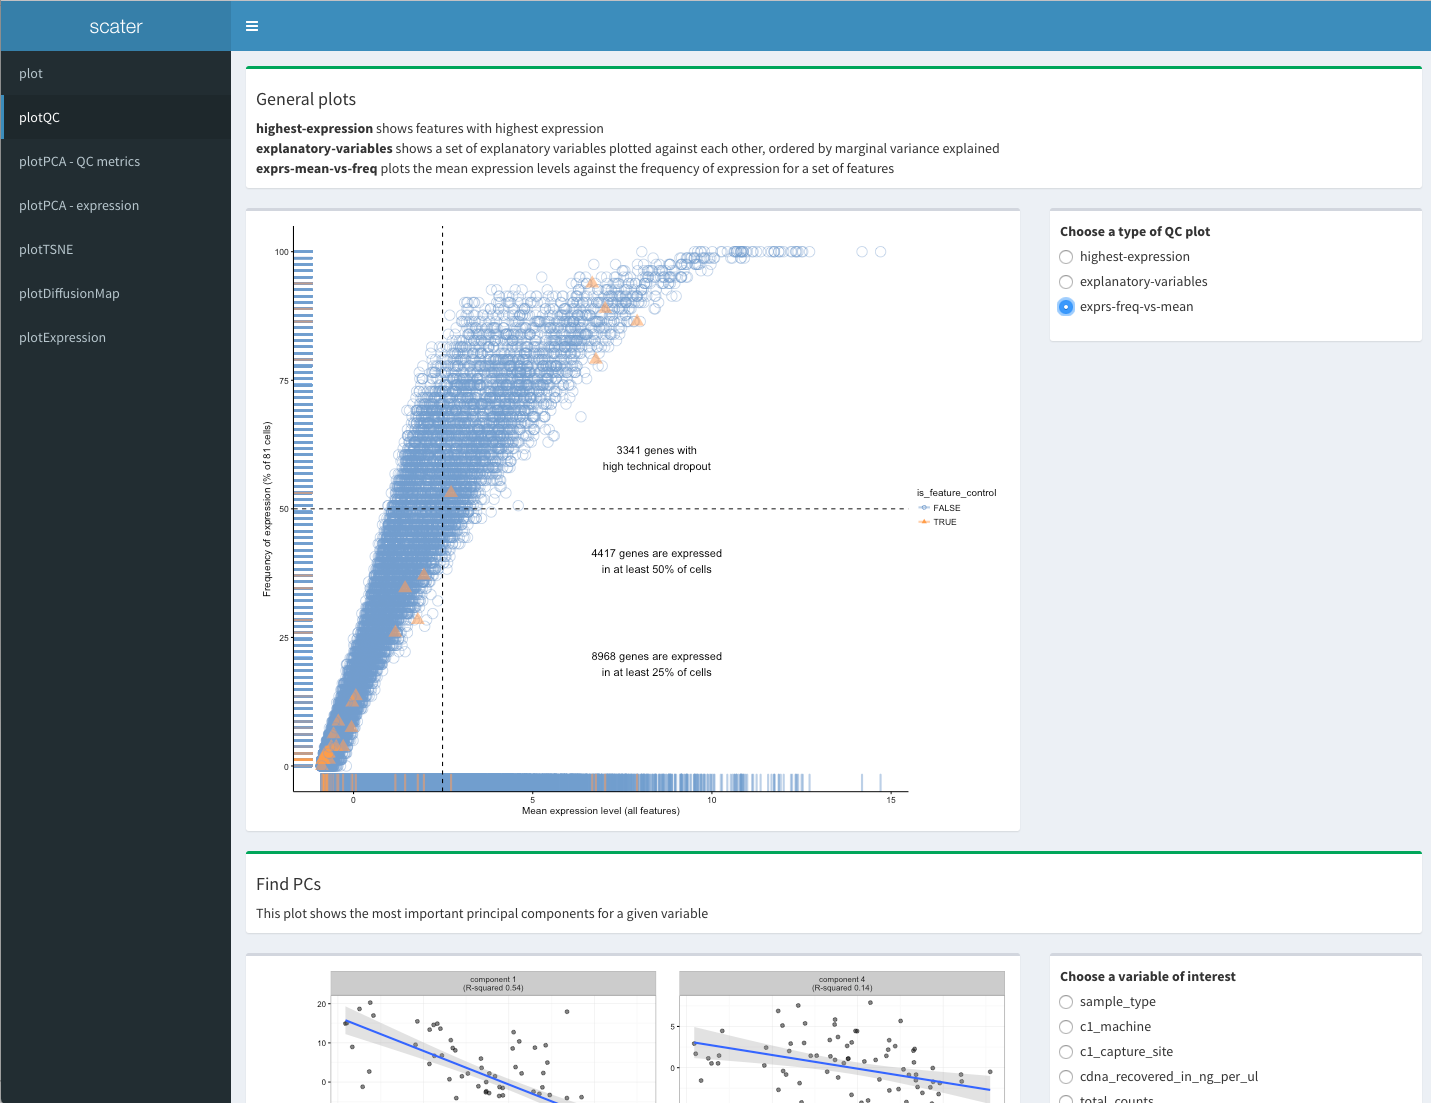 scater
plot
plotQC
plotPCA - QC metrics
plotPCA - expression
plotTSNE
plotDiffusionMap
plotExpression
General plots
highest-expression shows features with highest expression
explanatory-variables shows a set of explanatory variables plotted against each other, ordered by marginal variance explained
exprs-mean-vs-freq plots the mean expression levels against the frequency of expression for a set of features
100
75
50
25
0
Frequency of expression (% of 81 cells)
3341 genes with
high technical dropout
4417 genes are expressed
in at least 50% of cells
8968 genes are expressed
in at least 25% of cells
is_feature_control
FALSE
TRUE
0 5 10 15
Mean expression level (all features)
Choose a type of QC plot
highest-expression
explanatory-variables
exprs-freq-vs-mean
Find PCs
This plot shows the most important principal components for a given variable
component 1
(R-squared 0.54)
20
10
0
component 4
(R-squared 0.14)
5
0
Choose a variable of interest
sample_type
c1_machine
c1_capture_site
cdna_recovered_in_ng_per_ul
total_counts